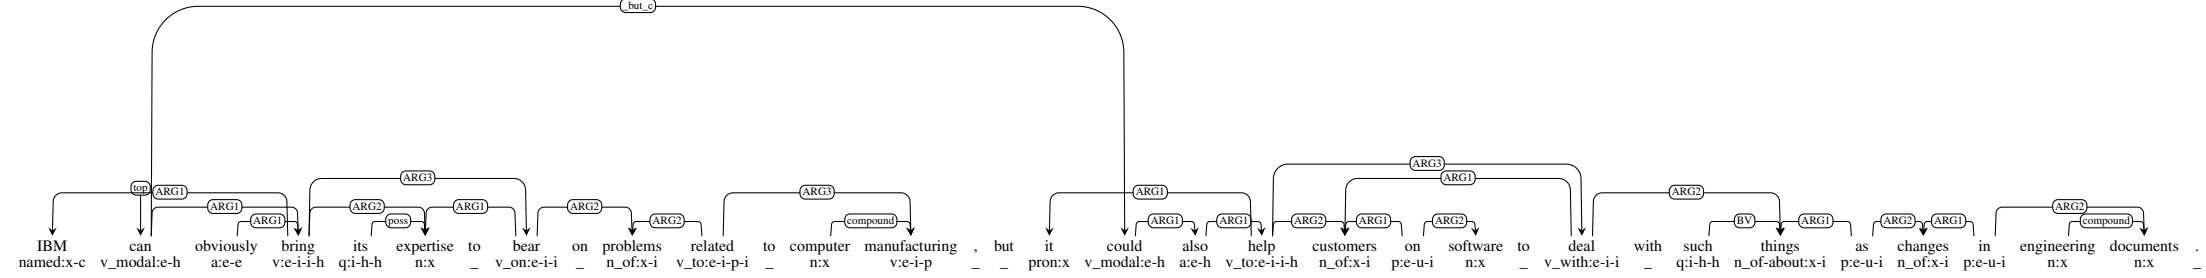 _but_c
ARG3 ARG1
ARG3 ARG1
top ARG1 ARG3 ARG1 ARG2
ARG1 ARG2 ARG1 ARG2 ARG2
ARG1 poss ARG2 compound ARG1 ARG1 ARG2 ARG1 ARG2 BV ARG1 ARG2 ARG1 compound
IBM can obviously bring its expertise to bear on problems related to computer manufacturing , but it could also help customers on software to deal with such things as changes in engineering documents .
named:x-c v_modal:e-h a:e-e v:e-i-i-h q:i-h-h n:x _ v_on:e-i-i _ n_of:x-i v_to:e-i-p-i _ n:x v:e-i-p _ _ pron:x v_modal:e-h a:e-h v_to:e-i-i-h n_of:x-i p:e-u-i n:x _ v_with:e-i-i _ q:i-h-h n_of-about:x-i p:e-u-i n_of:x-i p:e-u-i n:x n:x _